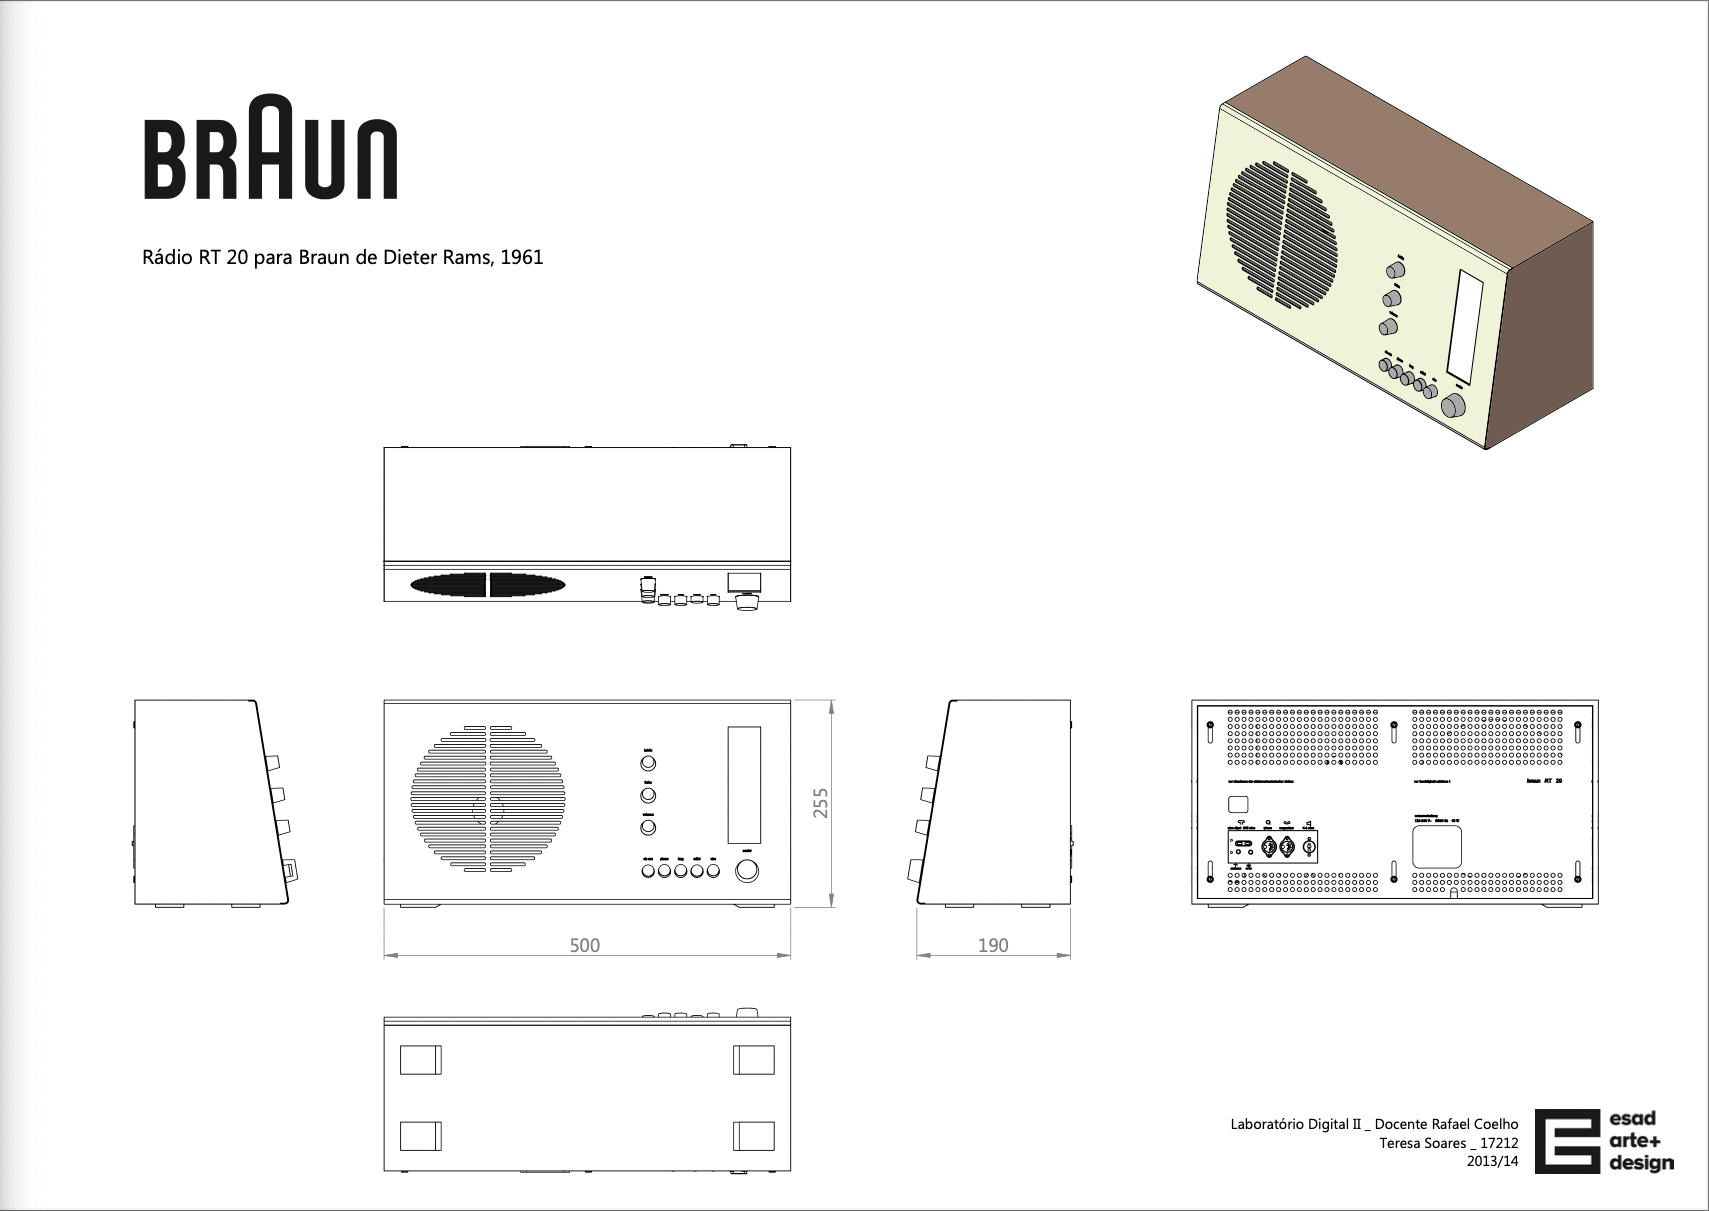 BRAUN
Rádio RT 20 para Braun de Dieter Rams, 1961
255
500
190
braun RT 20
Laboratório Digital II _ Docente Rafael Coelho
Teresa Soares _ 17212
2013/14
esad
arte+
design